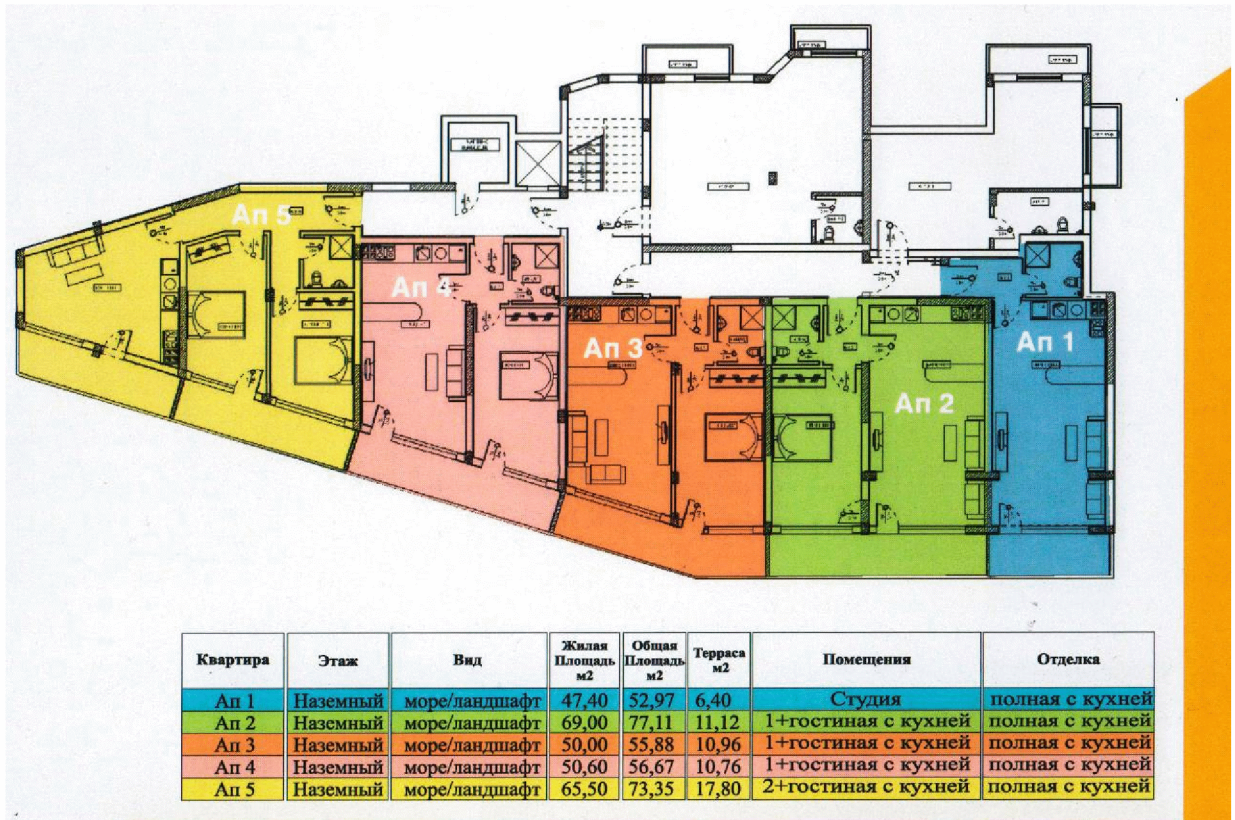 Ап 5
Ап 4
Ап 3
Ап 1
Ап 2
Квартира Этаж Вид Жилая Площадь м2 Общая Площадь м2 Терраса м2 Помещения Отделка
Ап 1 Наземный море/ландшафт 47,40 52,97 6,40 Студия полная с кухней
Ап 2 Наземный море/ландшафт 69,00 77,11 11,12 1+гостиная с кухней полная с кухней
Ап 3 Наземный море/ландшафт 50,00 55,88 10,96 1+гостиная с кухней полная с кухней
Ап 4 Наземный море/ландшафт 50,60 56,67 10,76 1+гостиная с кухней полная с кухней
Ап 5 Наземный море/ландшафт 65,50 73,35 17,80 2+гостиная с кухней полная с кухней